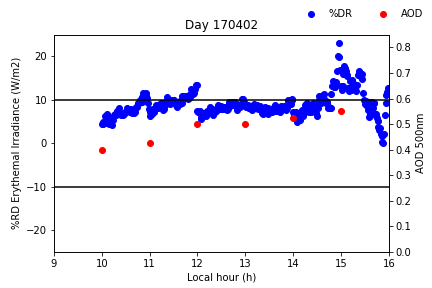 %DR AOD
Day 170402
%RD Erythemal Irradiance (W/m2)
20
10
0
−10
−20
0.8
0.7
0.6
0.5
0.4
0.3
0.2
0.1
0.0
AOD 500nm
9 10 11 12 13 14 15 16
Local hour (h)